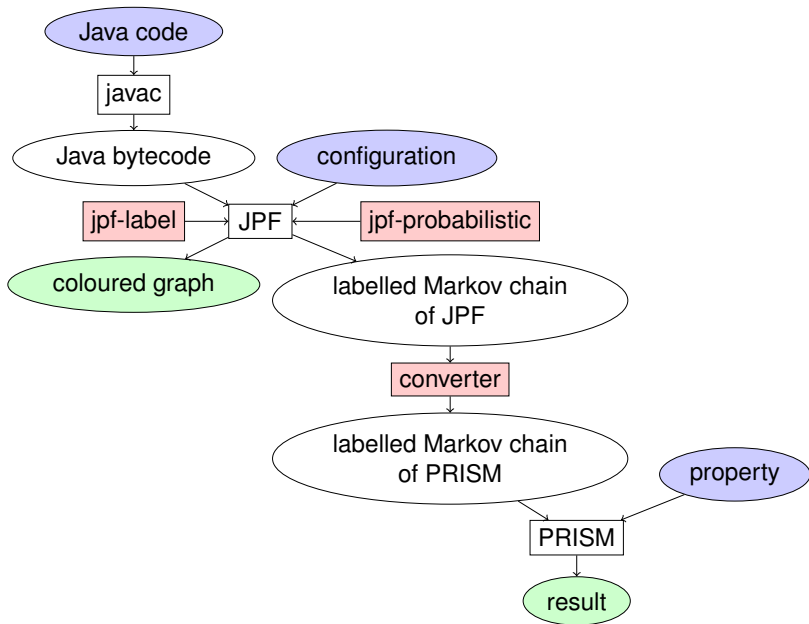 Java code
javac
Java bytecode
configuration
jpf-label
JPF
jpf-probabilistic
coloured graph
labelled Markov chain
of JPF
converter
labelled Markov chain
of PRISM
property
PRISM
result